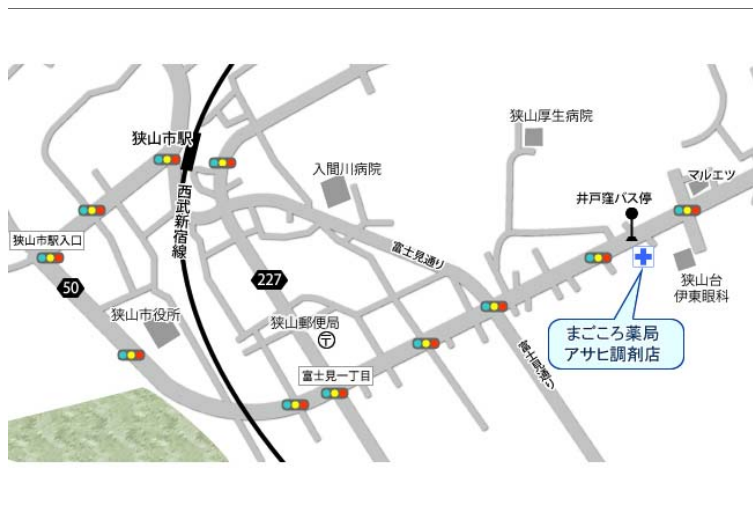 狭山厚生病院
狭山市駅
入間川病院
マルエツ
井戸窪バス停
西武新宿線
狭山市駅入口
富士見通り
227
50
狭山台
伊東眼科
狭山市役所
狭山郵便局
〒
まごころ薬局
アサヒ調剤店
富士見通り
富士見一丁目